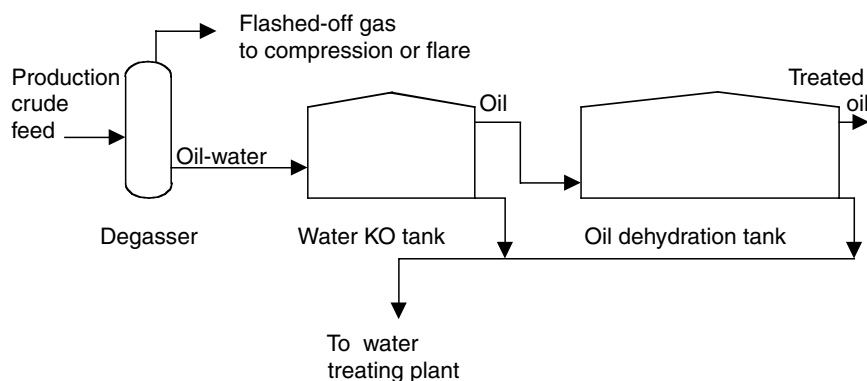 Flashed-off gas
to compression or flare
Production
crude
feed
Oil-water
Oil
Treated
oil
Degasser
Water KO tank
Oil dehydration tank
To water
treating plant